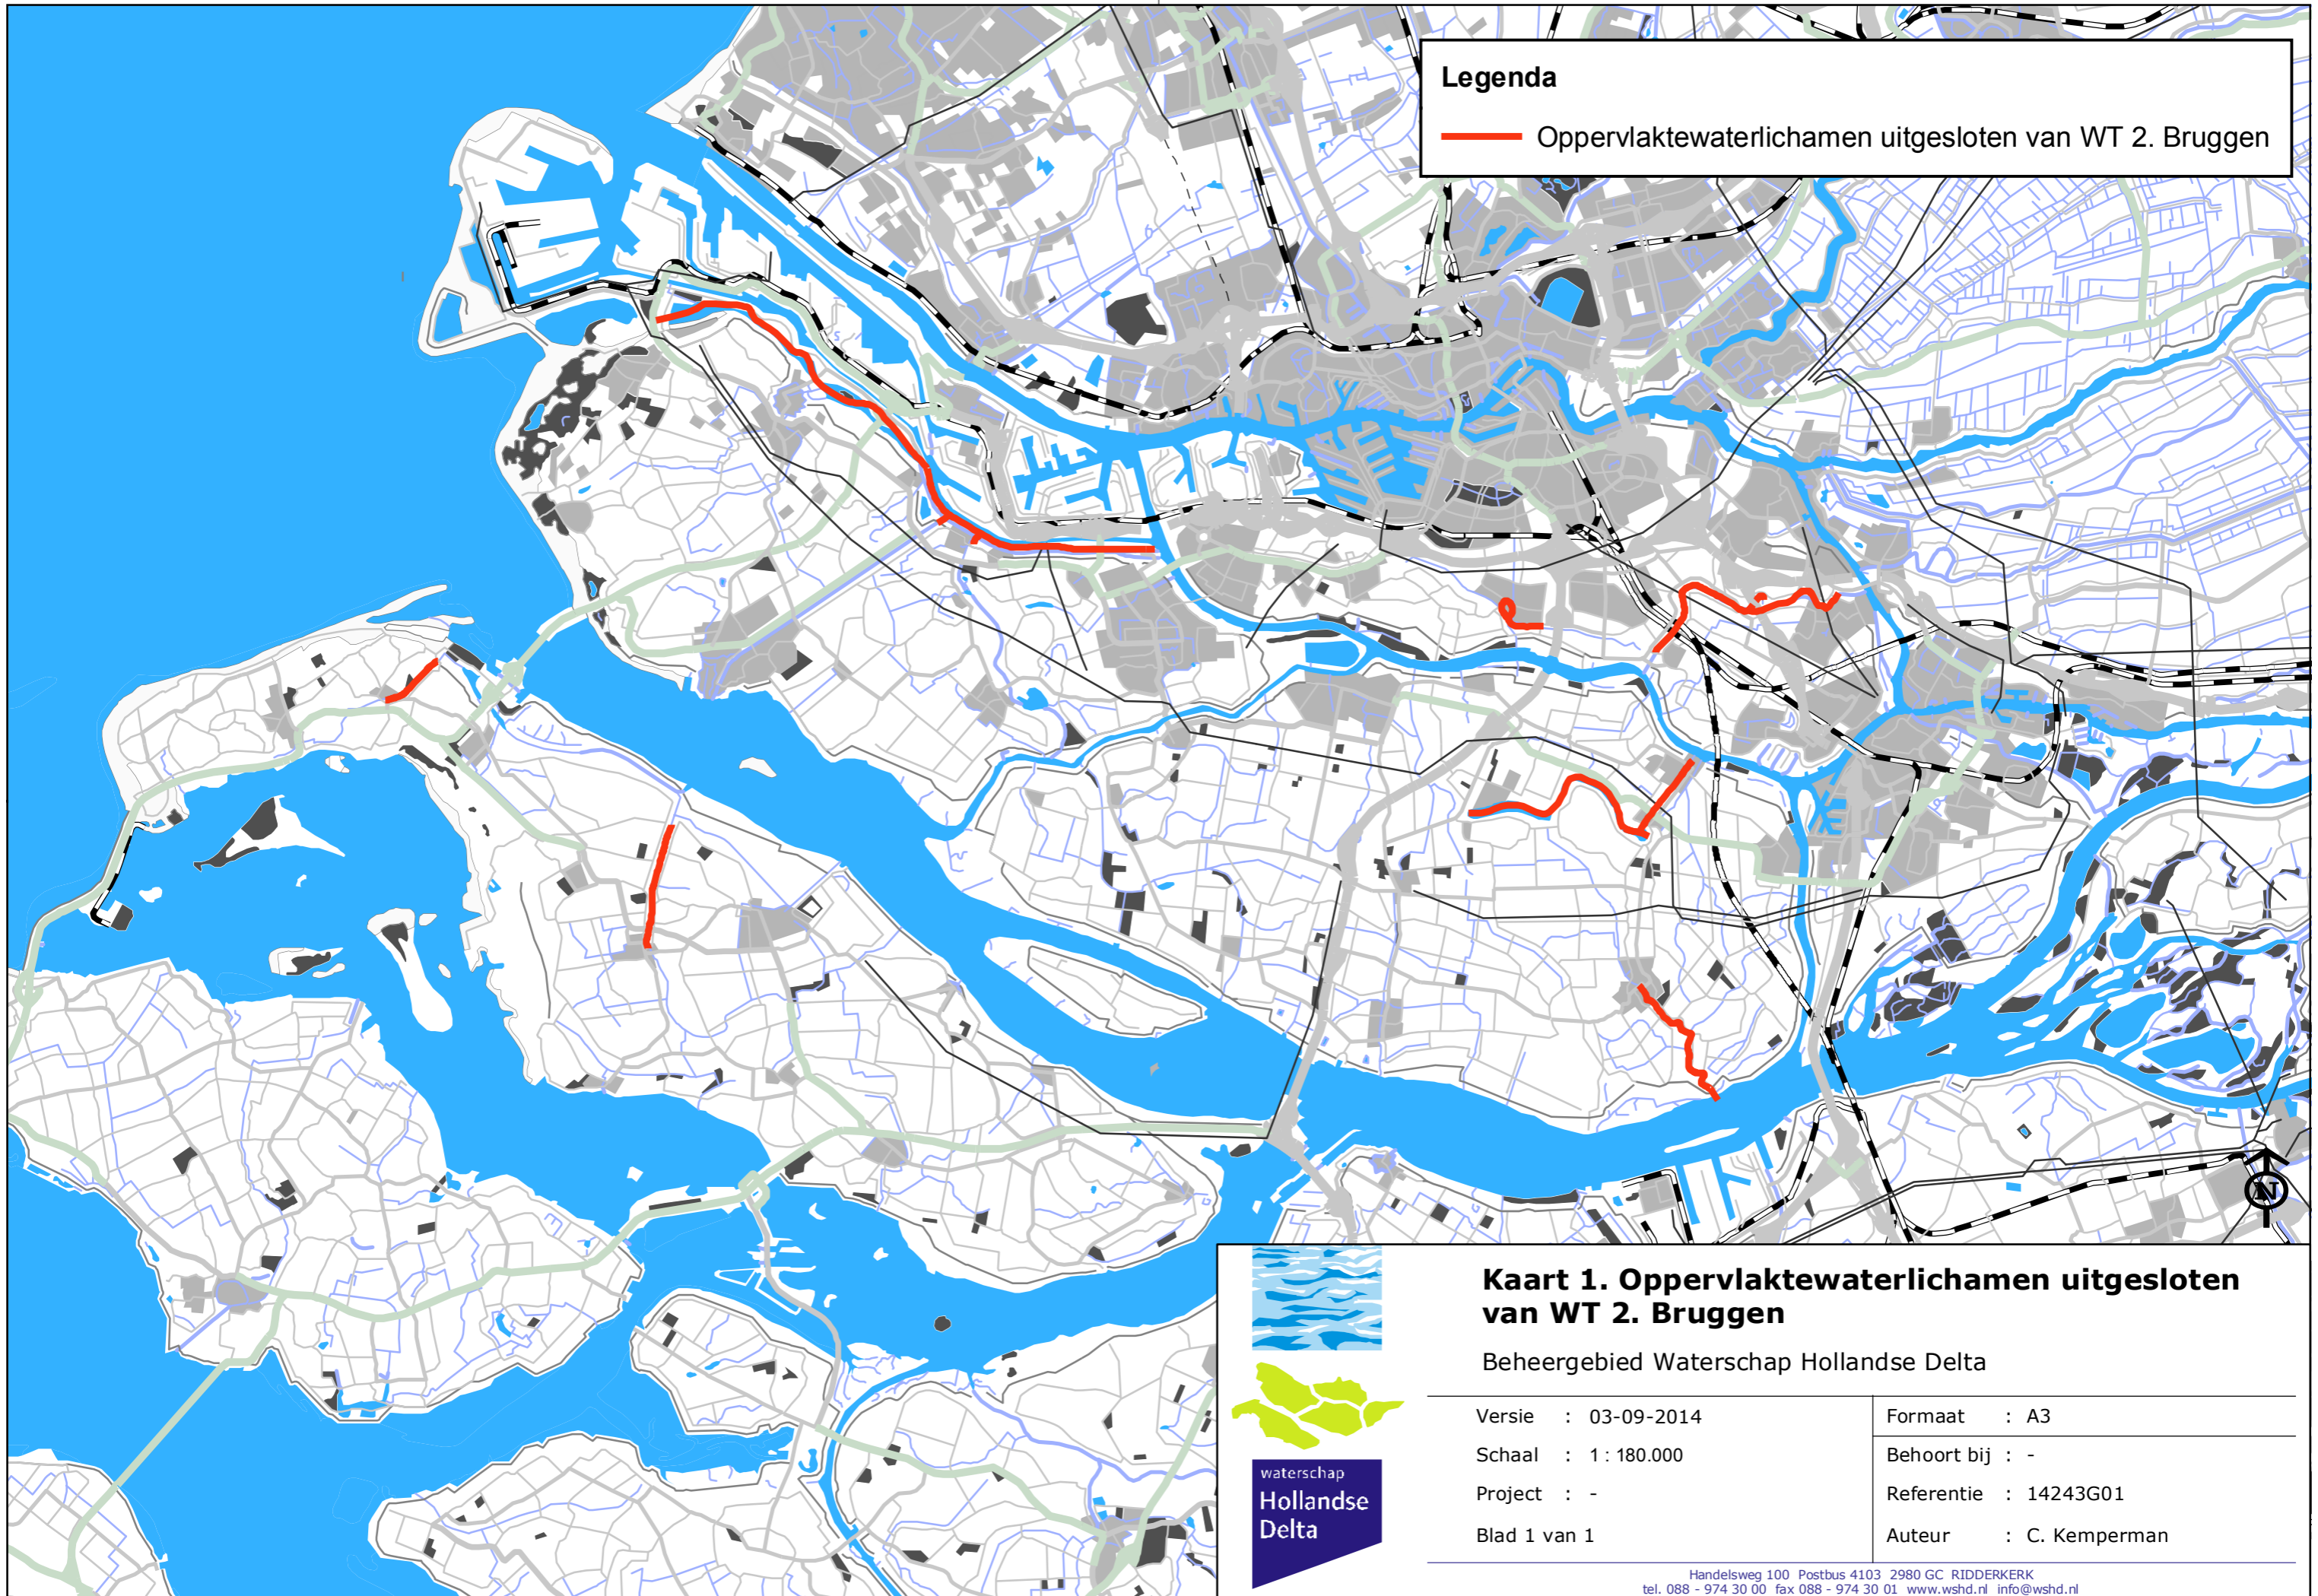 Legenda
Oppervlaktewaterlichamen uitgesloten van WT 2. Bruggen
N
Kaart 1. Oppervlaktewaterlichamen uitgesloten
van WT 2. Bruggen
Beheergebied Waterschap Hollandse Delta
Versie : 03-09-2014
Formaat : A3
Schaal : 1 : 180.000
Behoort bij : -
Project : -
Referentie : 14243G01
Blad 1 van 1
Auteur : C. Kemperman
waterschap
Hollandse
Delta
Handelsweg 100 Postbus 4103 2980 GC RIDDERKERK
tel. 088 - 974 30 00 fax 088 - 974 30 01 www.wshd.nl info@wshd.nl